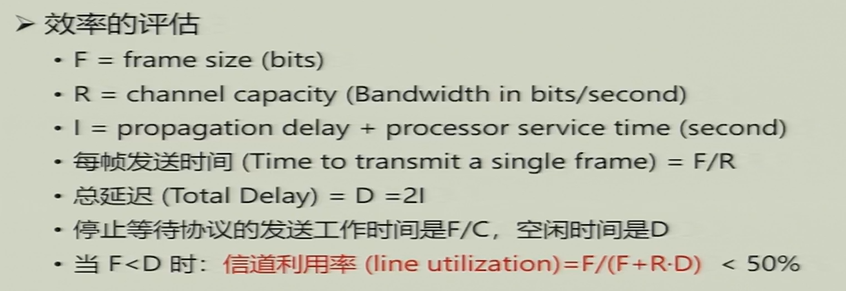 ➢ 效率的评估
• F = frame size (bits)
• R = channel capacity (Bandwidth in bits/second)
• I = propagation delay + processor service time (second)
• 每帧发送时间 (Time to transmit a single frame) = F/R
• 总延迟 (Total Delay) = D =2I
• 停止等待协议的发送工作时间是F/C，空闲时间是D
• 当 F<D 时：信道利用率 (line utilization)=F/(F+R·D) < 50%